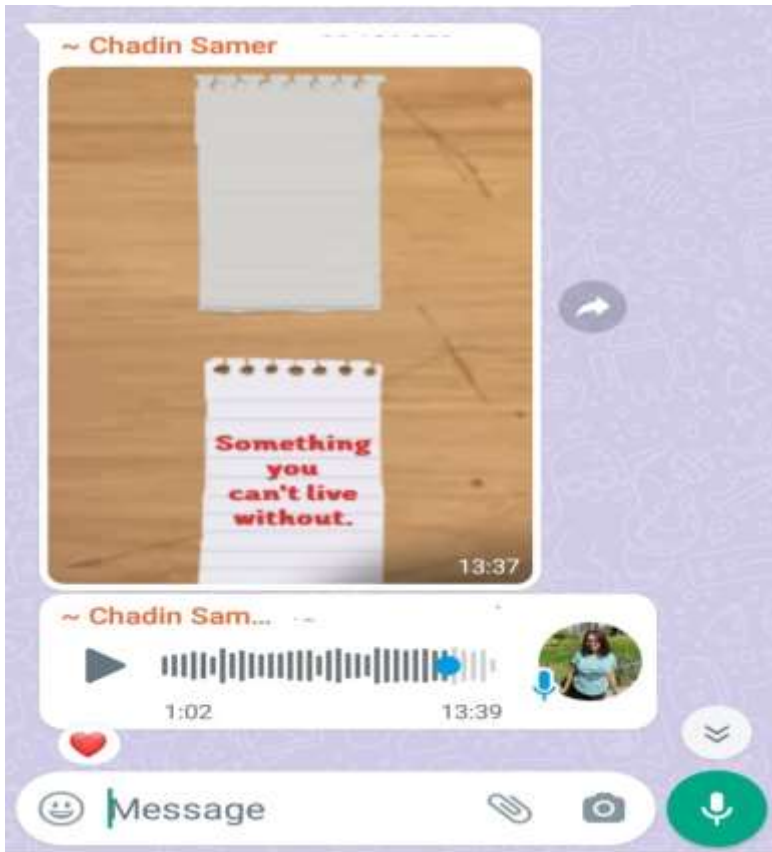 ~ Chadin Samer
Something
you
can't live
without.
13:37
~ Chadin Sam...
1:02
13:39
Message